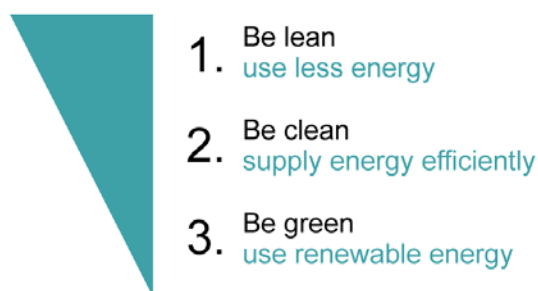 1. Be lean
use less energy
2. Be clean
supply energy efficiently
3. Be green
use renewable energy